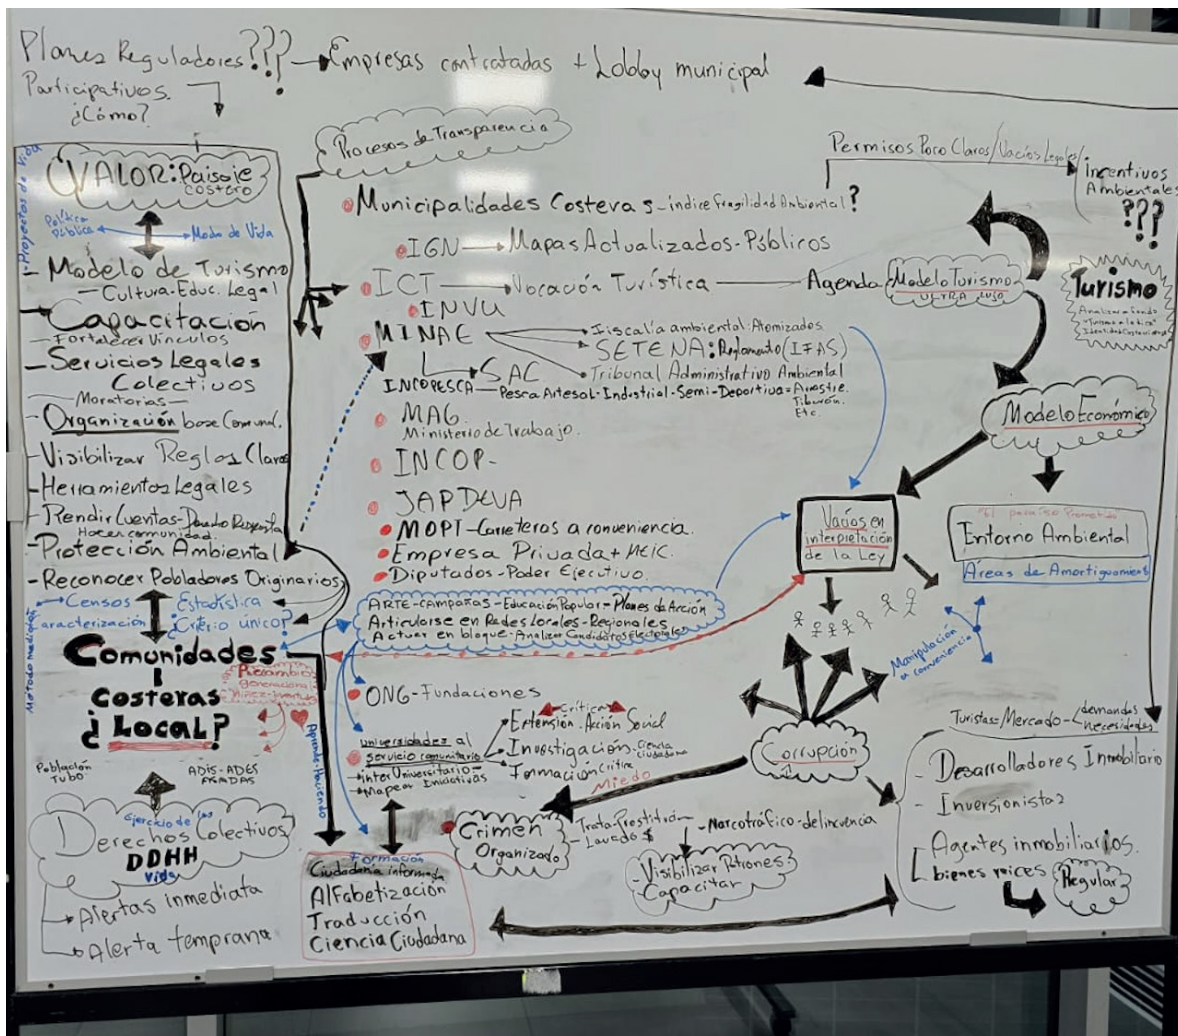 Planes Reguladores??? → Empresas contratadas + Lobby municipal
Participativos.
¿Cómo?
Procesos de Transparencia
Permisos Poco Claros/Vacíos Legales/
Incentivos
Ambientales
???
-Proyectos de Vida
VALOR: Paisaje
costero
Política
Pública
Modo de Vida
- Modelo de Turismo
- Cultura-Educ. Legal
Capacitación
- Fortalecer Vínculos
- Servicios Legales
Colectivos
- Moratorias -
- Organización base Comunal.
- Visibilizar Reglas Claras
- Herramientas Legales
- Rendir Cuentas-
Hacer comunidad.
- Protección Ambiental
- Reconocer Pobladores Originarios
Censos
Estadística
¿Criterio único?
Comunidades
Costeras
¿Local?
Recambio
generacional
Población
Tubo
ADIS-ADES
ASADAS
Ejercicio de los
Derechos Colectivos
DDHH
Vida
→ Alertas inmediata
→ Alerta temprana
Aprende-Haciendo
Municipalidades Costeras - índice Fragilidad Ambiental?
IGN → Mapas Actualizados-Públicos
ICT → Vocación Turística — Agenda Modelo Turismo
ULTRA LUJO
INVU
MINAE
Fiscalía ambiental: Atomizados
SETENA: Reglamento (IFAS)
Tribunal Administrativo Ambiental
SAC
INCOPESCA — Pesca Artesal-Industrial-Semi-Deportiva = Arrastre.
Tiburón.
Etc.
MAG.
Ministerio de Trabajo.
INCOP-
JAPDEVA
MOPT-Carreteras a conveniencia.
Empresa Privada + MEIC.
Diputados-Poder Ejecutivo.
ARTE-CAMPAÑAS-Educación Popular-Planes de Acción
Articularse en Redes Locales-Regionales
Actuar en bloque-Analizar Candidatos Electorales
ONG-Fundaciones
Universidades al
servicio comunitario
→ interUniversitario
→ Mapear Iniciativas
Crítica
Extensión-Acción Social
Investigación-Ciencia
Ciudadana
Formación Crítica
Miedo
Formación
Ciudadanía informada
Alfabetización
Traducción
Ciencia Ciudadana
Crimen
Organizado
- Trata-Prostitución
- Lavado $
- Narcotráfico-delincuencia
- Visibilizar Patrones.
- Capacitar
Turismo
Analizar a fondo
Modelo Económico
Vacíos en
interpretación
de la Ley
Entorno Ambiental
Áreas de Amortiguamiento
Manipulación
a conveniencia
Corrupción
Turistas-Mercado-
demandas
necesidades
- Desarrolladores Inmobiliario
- Inversionistas
- Agentes inmobiliarios.
bienes raíces
Regular